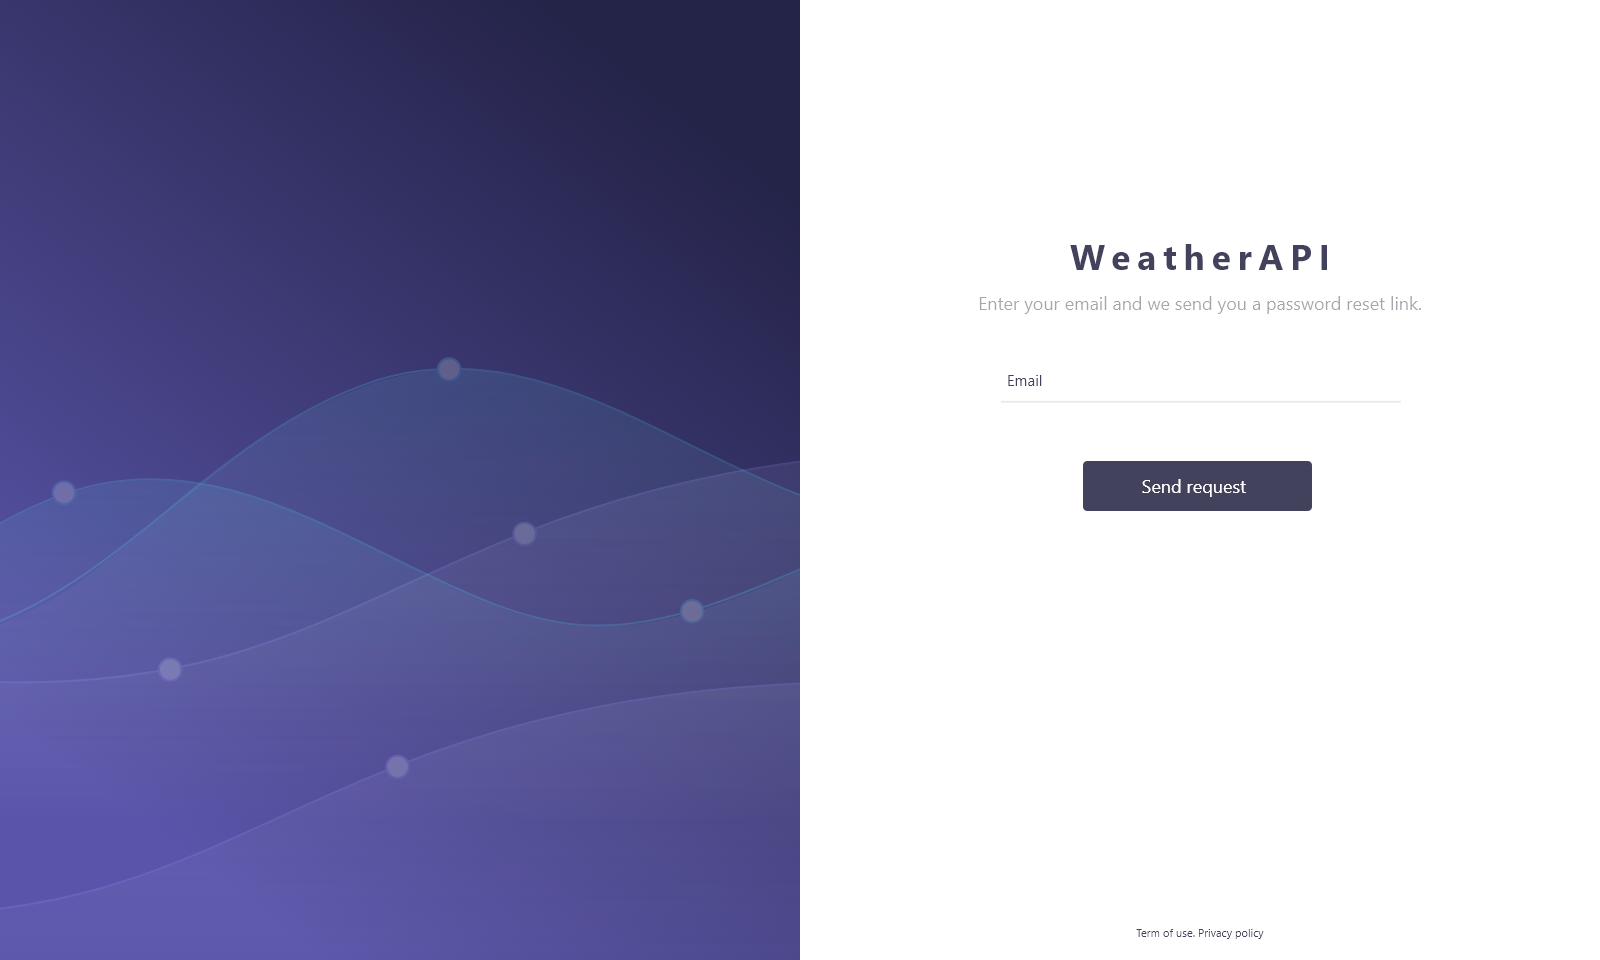 WeatherAPI
Enter your email and we send you a password reset link.
Email
Send request
Term of use. Privacy policy